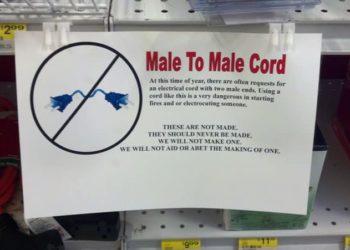 2.99
Male To Male Cord
At this time of year, there are often requests for
an electrical cord with two male ends. Using a
cord like this is a very dangerous in starting
fires and or electrocuting someone.
THESE ARE NOT MADE.
THEY SHOULD NEVER BE MADE.
WE WILL NOT MAKE ONE.
WE WILL NOT AID OR ABET THE MAKING OF ONE.